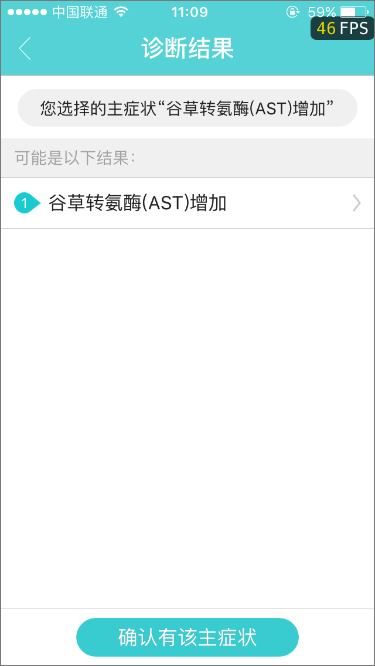 中国联通 11:09 59%
46 FPS
诊断结果
您选择的主症状“谷草转氨酶(AST)增加”
可能是以下结果：
1 谷草转氨酶(AST)增加
确认有该主症状